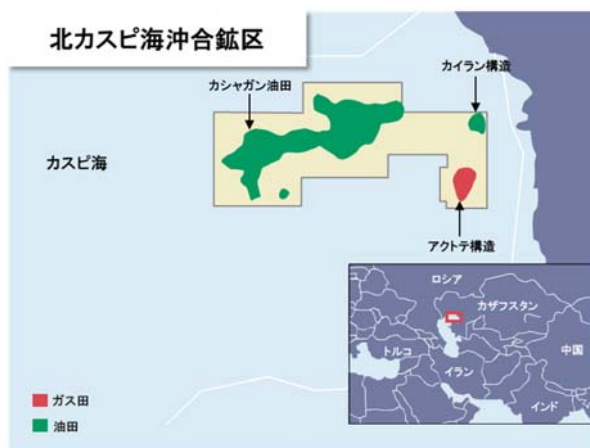 北カスピ海沖合鉱区
カイラン構造
カシャガン油田
カスピ海
アクトテ構造
ロシア
カザフスタン
トルコ
イラン
中国
インド
ガス田
油田